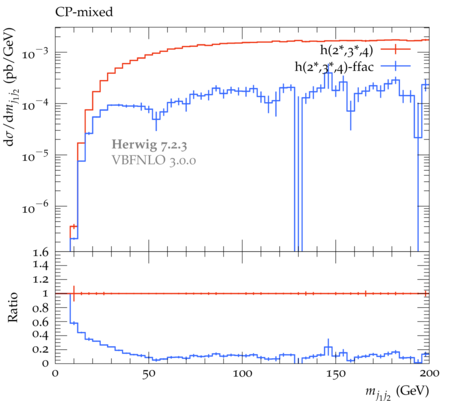 CP-mixed
h(2*,3*,4)
h(2*,3*,4)-ffac
Herwig 7.2.3
VBFNLO 3.0.0
dσ/dm_{j₁j₂} (pb/GeV)
10⁻³
10⁻⁴
10⁻⁵
10⁻⁶
Ratio
1.6
1.4
1.2
1
0.8
0.6
0.4
0.2
0
0 50 100 150 200
m_{j₁j₂} (GeV)